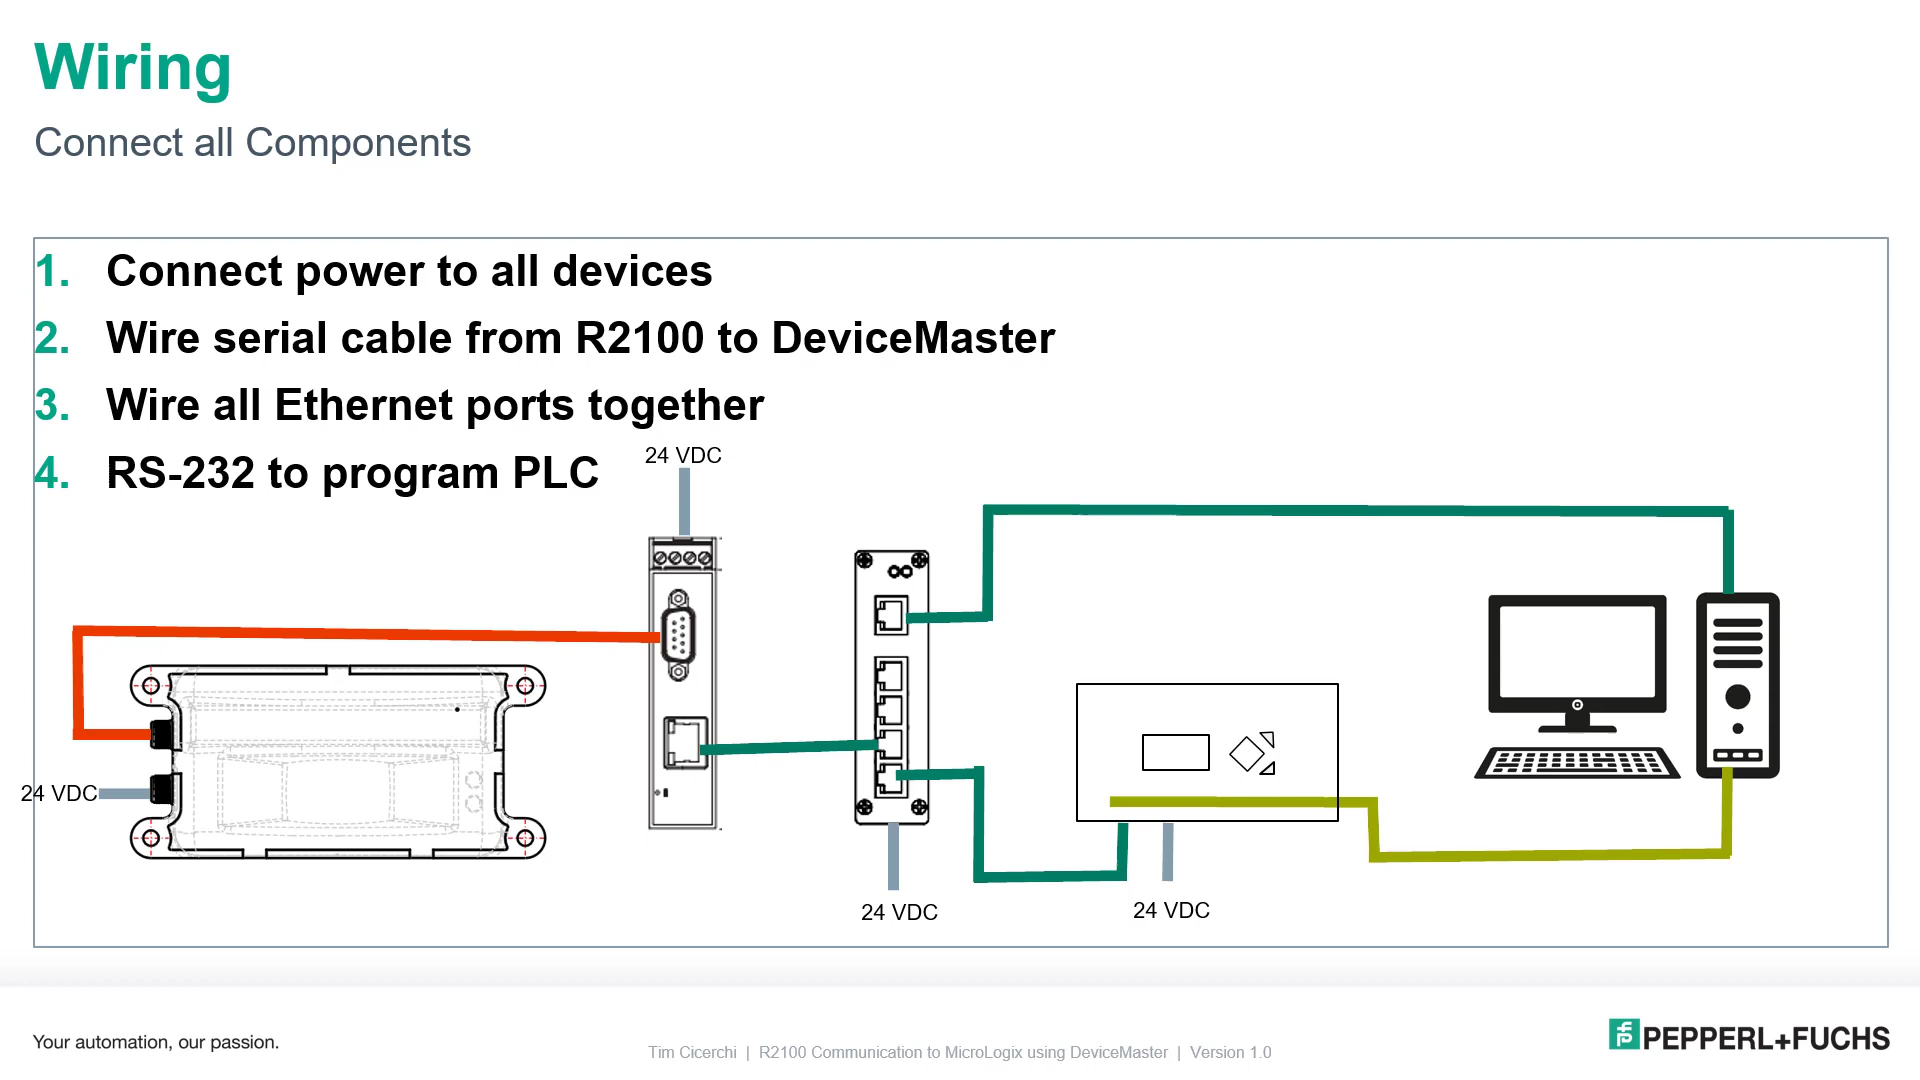 Wiring
Connect all Components
1. Connect power to all devices
2. Wire serial cable from R2100 to DeviceMaster
3. Wire all Ethernet ports together
4. RS-232 to program PLC
24 VDC
24 VDC
24 VDC
24 VDC
Your automation, our passion.
Tim Cicerchi | R2100 Communication to MicroLogix using DeviceMaster | Version 1.0
PEPPERL+FUCHS